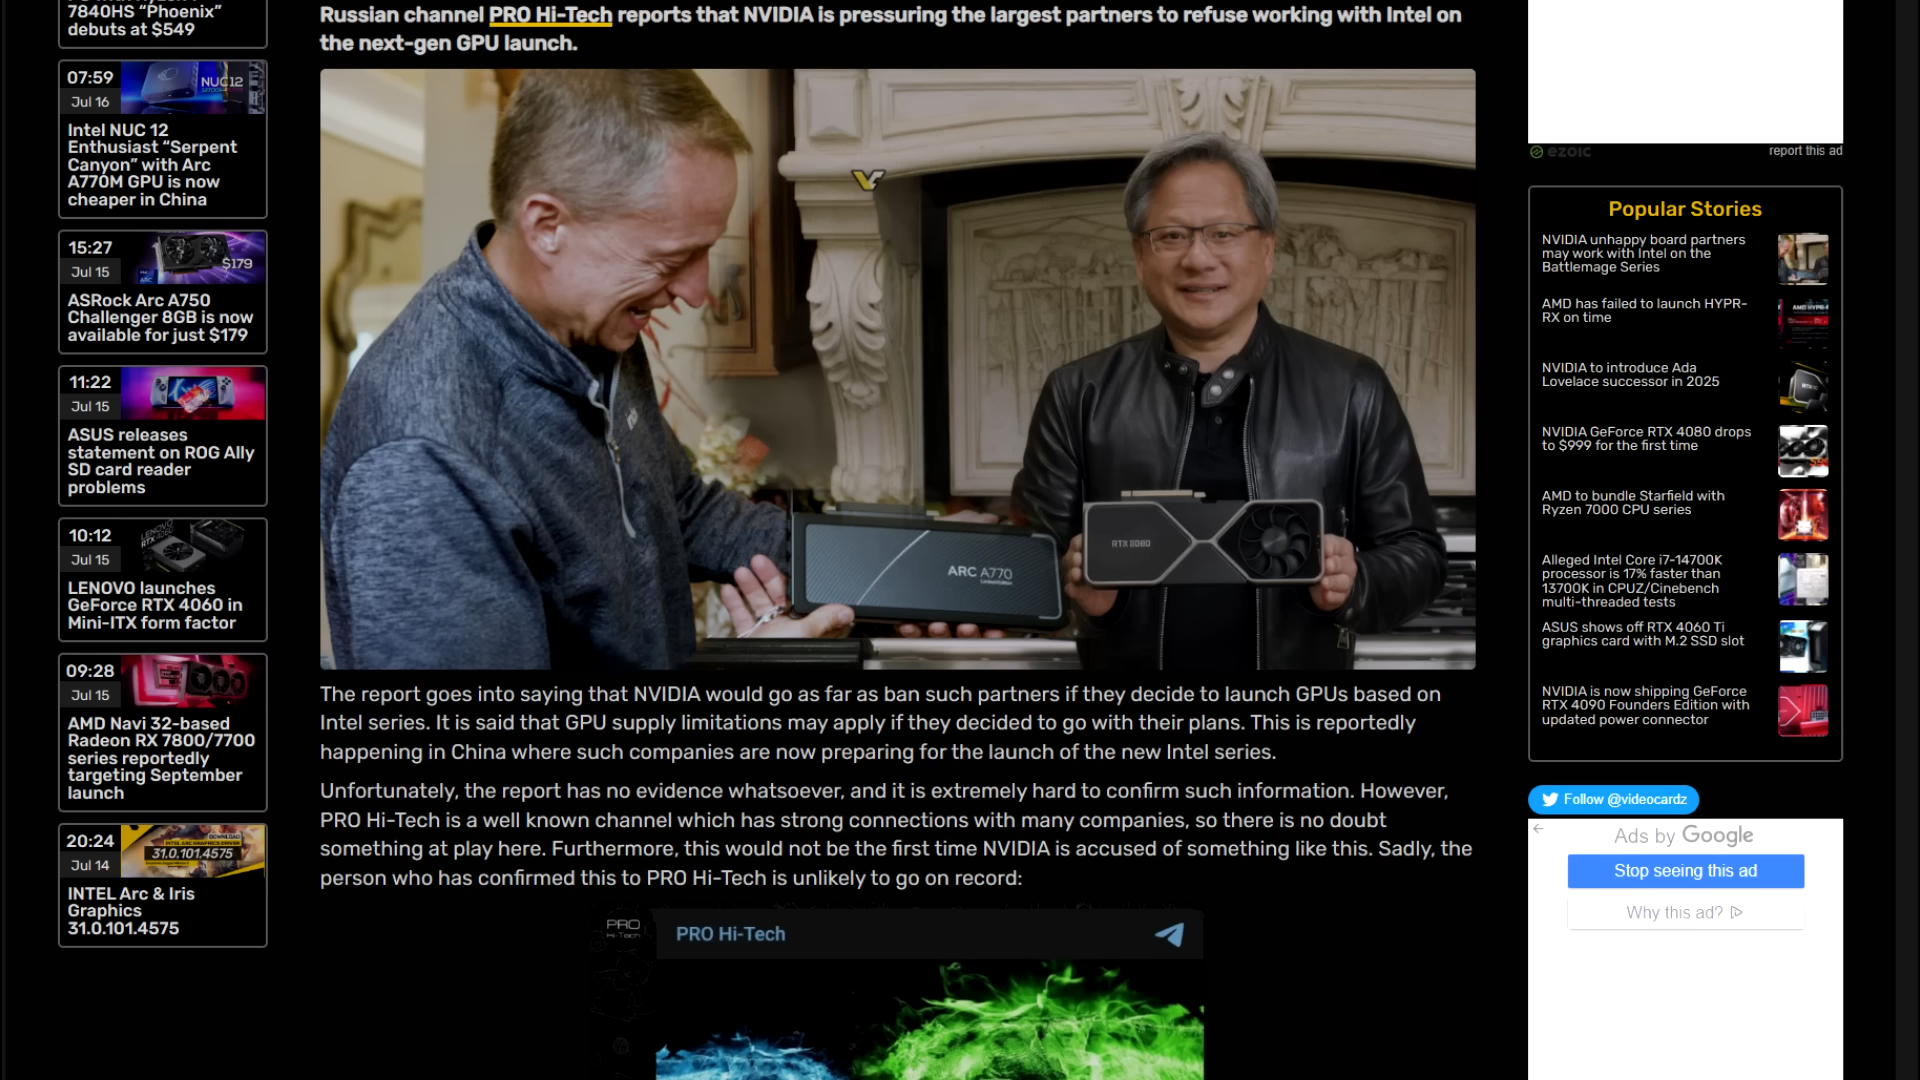 7840HS “Phoenix”
debuts at $549
07:59
Jul 16
NUC12
Intel NUC 12
Enthusiast “Serpent
Canyon” with Arc
A770M GPU is now
cheaper in China
15:27
Jul 15
$179
ASRock Arc A750
Challenger 8GB is now
available for just $179
11:22
Jul 15
ASUS releases
statement on ROG Ally
SD card reader
problems
10:12
Jul 15
LENOVO
RTX 4060
LENOVO launches
GeForce RTX 4060 in
Mini-ITX form factor
09:28
Jul 15
AMD Navi 32-based
Radeon RX 7800/7700
series reportedly
targeting September
launch
20:24
Jul 14
DOWNLOAD
INTEL ARC GRAPHICS DRIVER
31.0.101.4575
INTEL Arc & Iris
Graphics
31.0.101.4575
Russian channel PRO Hi-Tech reports that NVIDIA is pressuring the largest partners to refuse working with Intel on
the next-gen GPU launch.
ARC A770
Limited Edition
RTX 3080
The report goes into saying that NVIDIA would go as far as ban such partners if they decide to launch GPUs based on
Intel series. It is said that GPU supply limitations may apply if they decided to go with their plans. This is reportedly
happening in China where such companies are now preparing for the launch of the new Intel series.
Unfortunately, the report has no evidence whatsoever, and it is extremely hard to confirm such information. However,
PRO Hi-Tech is a well known channel which has strong connections with many companies, so there is no doubt
something at play here. Furthermore, this would not be the first time NVIDIA is accused of something like this. Sadly, the
person who has confirmed this to PRO Hi-Tech is unlikely to go on record:
PRO
Hi-Tech
PRO Hi-Tech
ezoic
report this ad
Popular Stories
NVIDIA unhappy board partners
may work with Intel on the
Battlemage Series
AMD has failed to launch HYPR-
RX on time
NVIDIA to introduce Ada
Lovelace successor in 2025
NVIDIA GeForce RTX 4080 drops
to $999 for the first time
AMD to bundle Starfield with
Ryzen 7000 CPU series
Alleged Intel Core i7-14700K
processor is 17% faster than
13700K in CPUZ/Cinebench
multi-threaded tests
ASUS shows off RTX 4060 Ti
graphics card with M.2 SSD slot
NVIDIA is now shipping GeForce
RTX 4090 Founders Edition with
updated power connector
Follow @videocardz
Ads by Google
Stop seeing this ad
Why this ad?